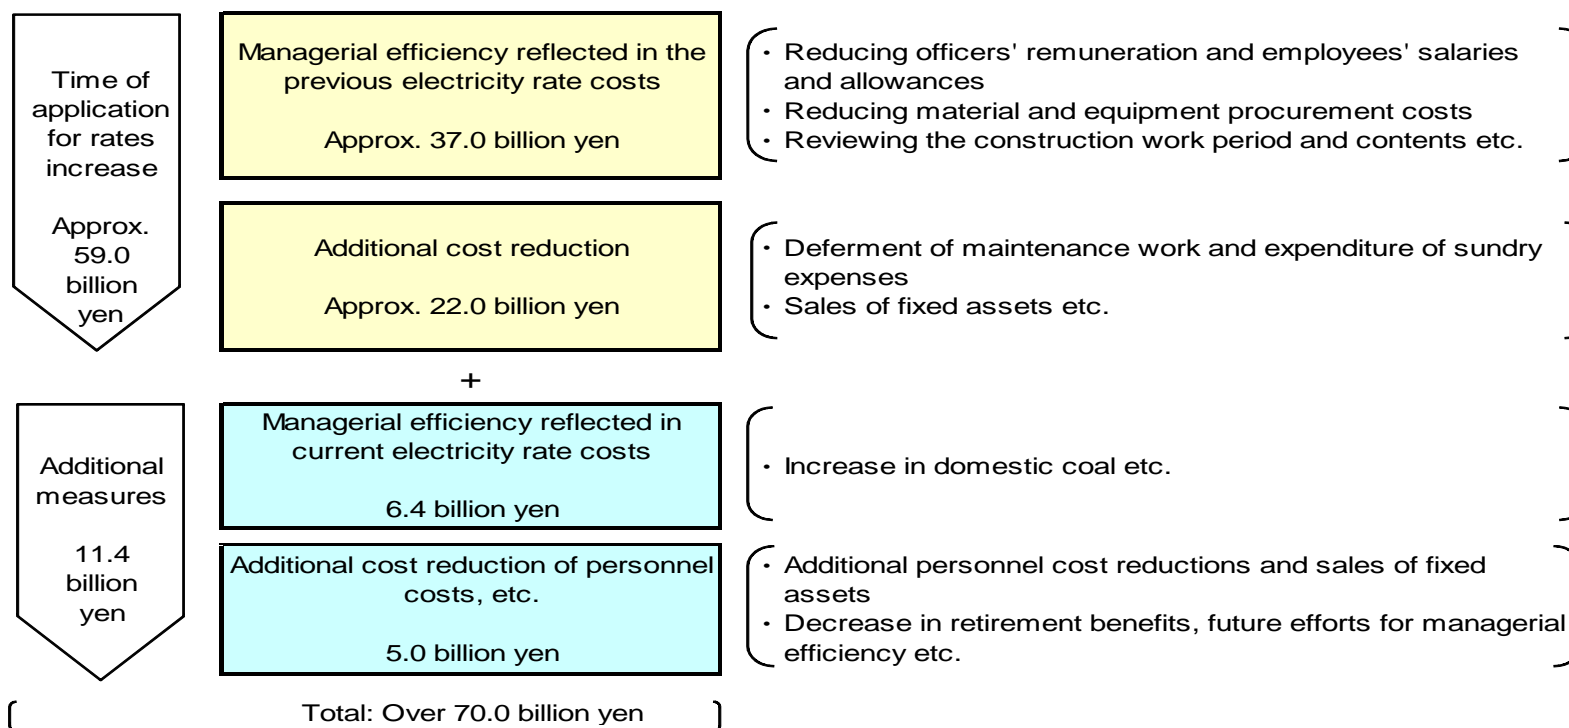 Time of
application
for rates
increase
Approx.
59.0
billion
yen
Managerial efficiency reflected in the
previous electricity rate costs
Approx. 37.0 billion yen
・Reducing officers' remuneration and employees' salaries
and allowances
・Reducing material and equipment procurement costs
・Reviewing the construction work period and contents etc.
Additional cost reduction
Approx. 22.0 billion yen
・Deferment of maintenance work and expenditure of sundry
expenses
・Sales of fixed assets etc.
+
Additional
measures
11.4
billion
yen
Managerial efficiency reflected in
current electricity rate costs
6.4 billion yen
・Increase in domestic coal etc.
Additional cost reduction of personnel
costs, etc.
5.0 billion yen
・Additional personnel cost reductions and sales of fixed
assets
・Decrease in retirement benefits, future efforts for managerial
efficiency etc.
Total: Over 70.0 billion yen